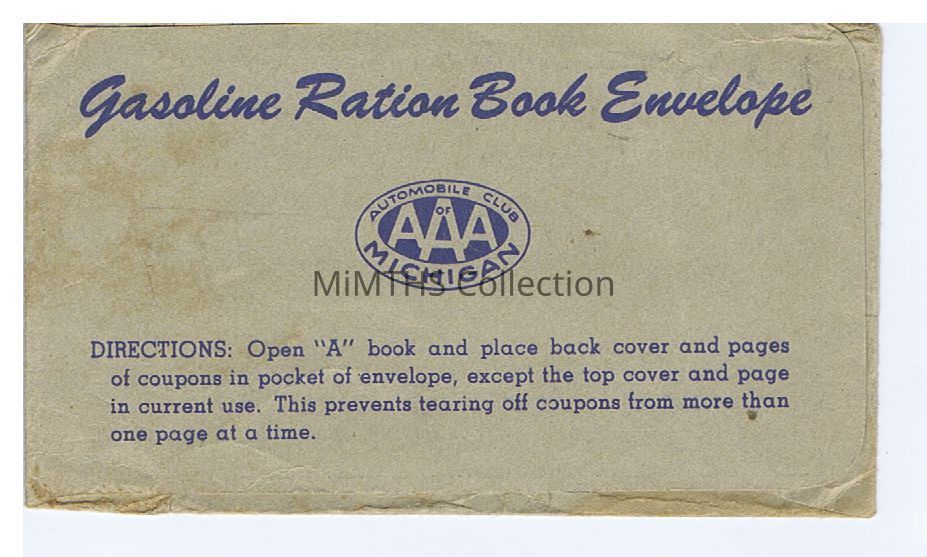 Gasoline Ration Book Envelope
AUTOMOBILE CLUB
OF
AAA
MICHIGAN
MiMTHS Collection
DIRECTIONS: Open "A" book and place back cover and pages
of coupons in pocket of envelope, except the top cover and page
in current use. This prevents tearing off coupons from more than
one page at a time.